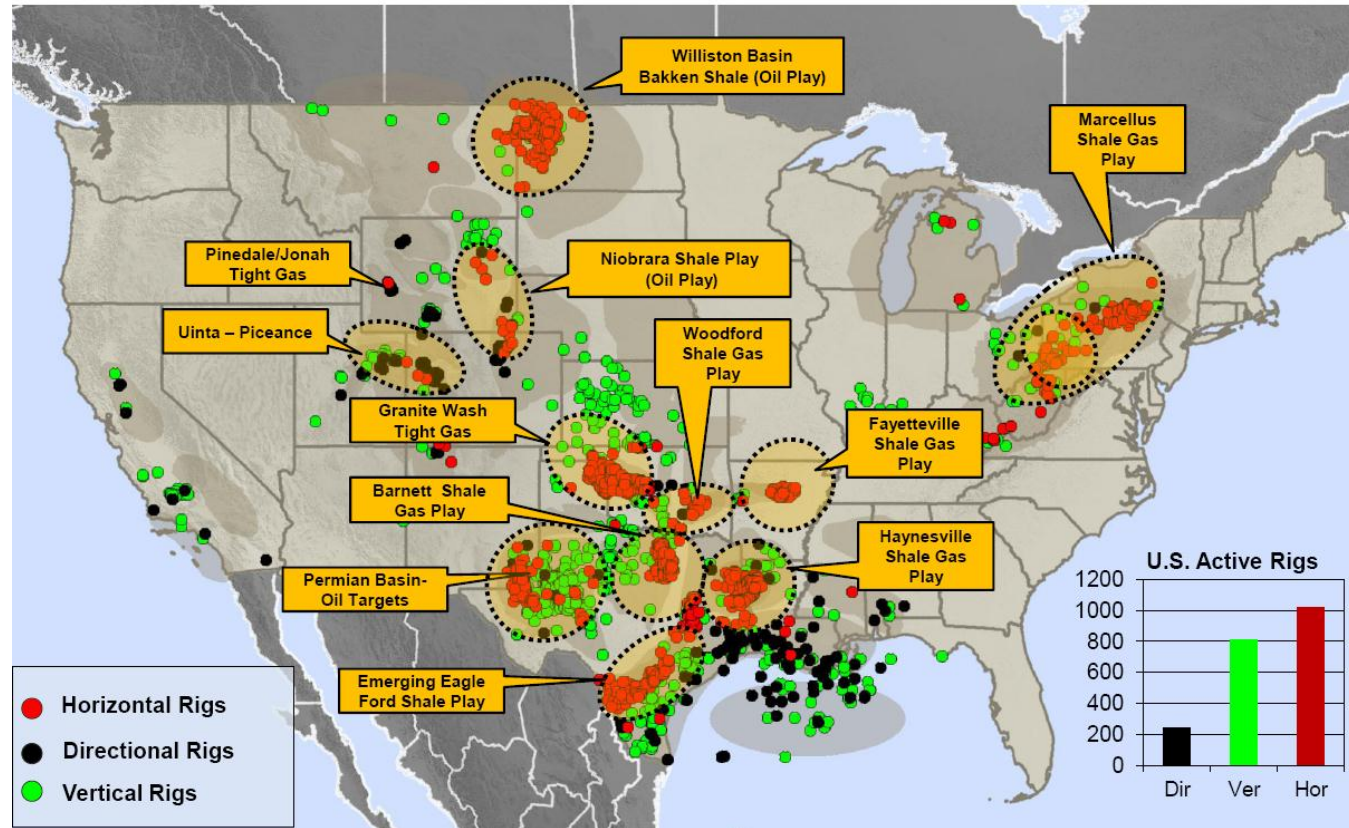 Williston Basin
Bakken Shale (Oil Play)
Marcellus
Shale Gas
Play
Pinedale/Jonah
Tight Gas
Niobrara Shale Play
(Oil Play)
Uinta – Piceance
Woodford
Shale Gas
Play
Granite Wash
Tight Gas
Fayetteville
Shale Gas
Play
Barnett Shale
Gas Play
Haynesville
Shale Gas
Play
Permian Basin-
Oil Targets
Emerging Eagle
Ford Shale Play
Horizontal Rigs
Directional Rigs
Vertical Rigs
U.S. Active Rigs
1200
1000
800
600
400
200
0
Dir Ver Hor